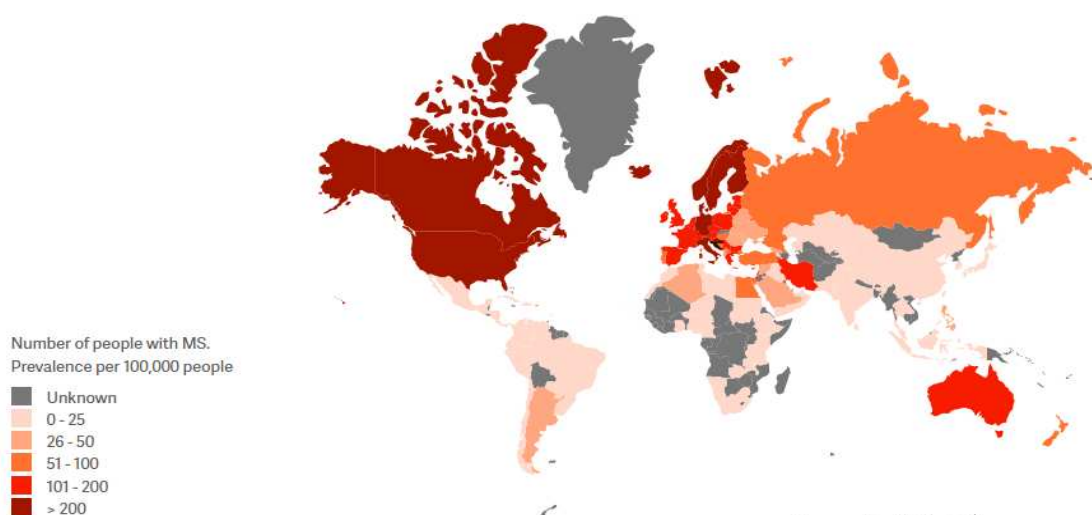 Number of people with MS.
Prevalence per 100,000 people
Unknown
0 - 25
26 - 50
51 - 100
101 - 200
> 200